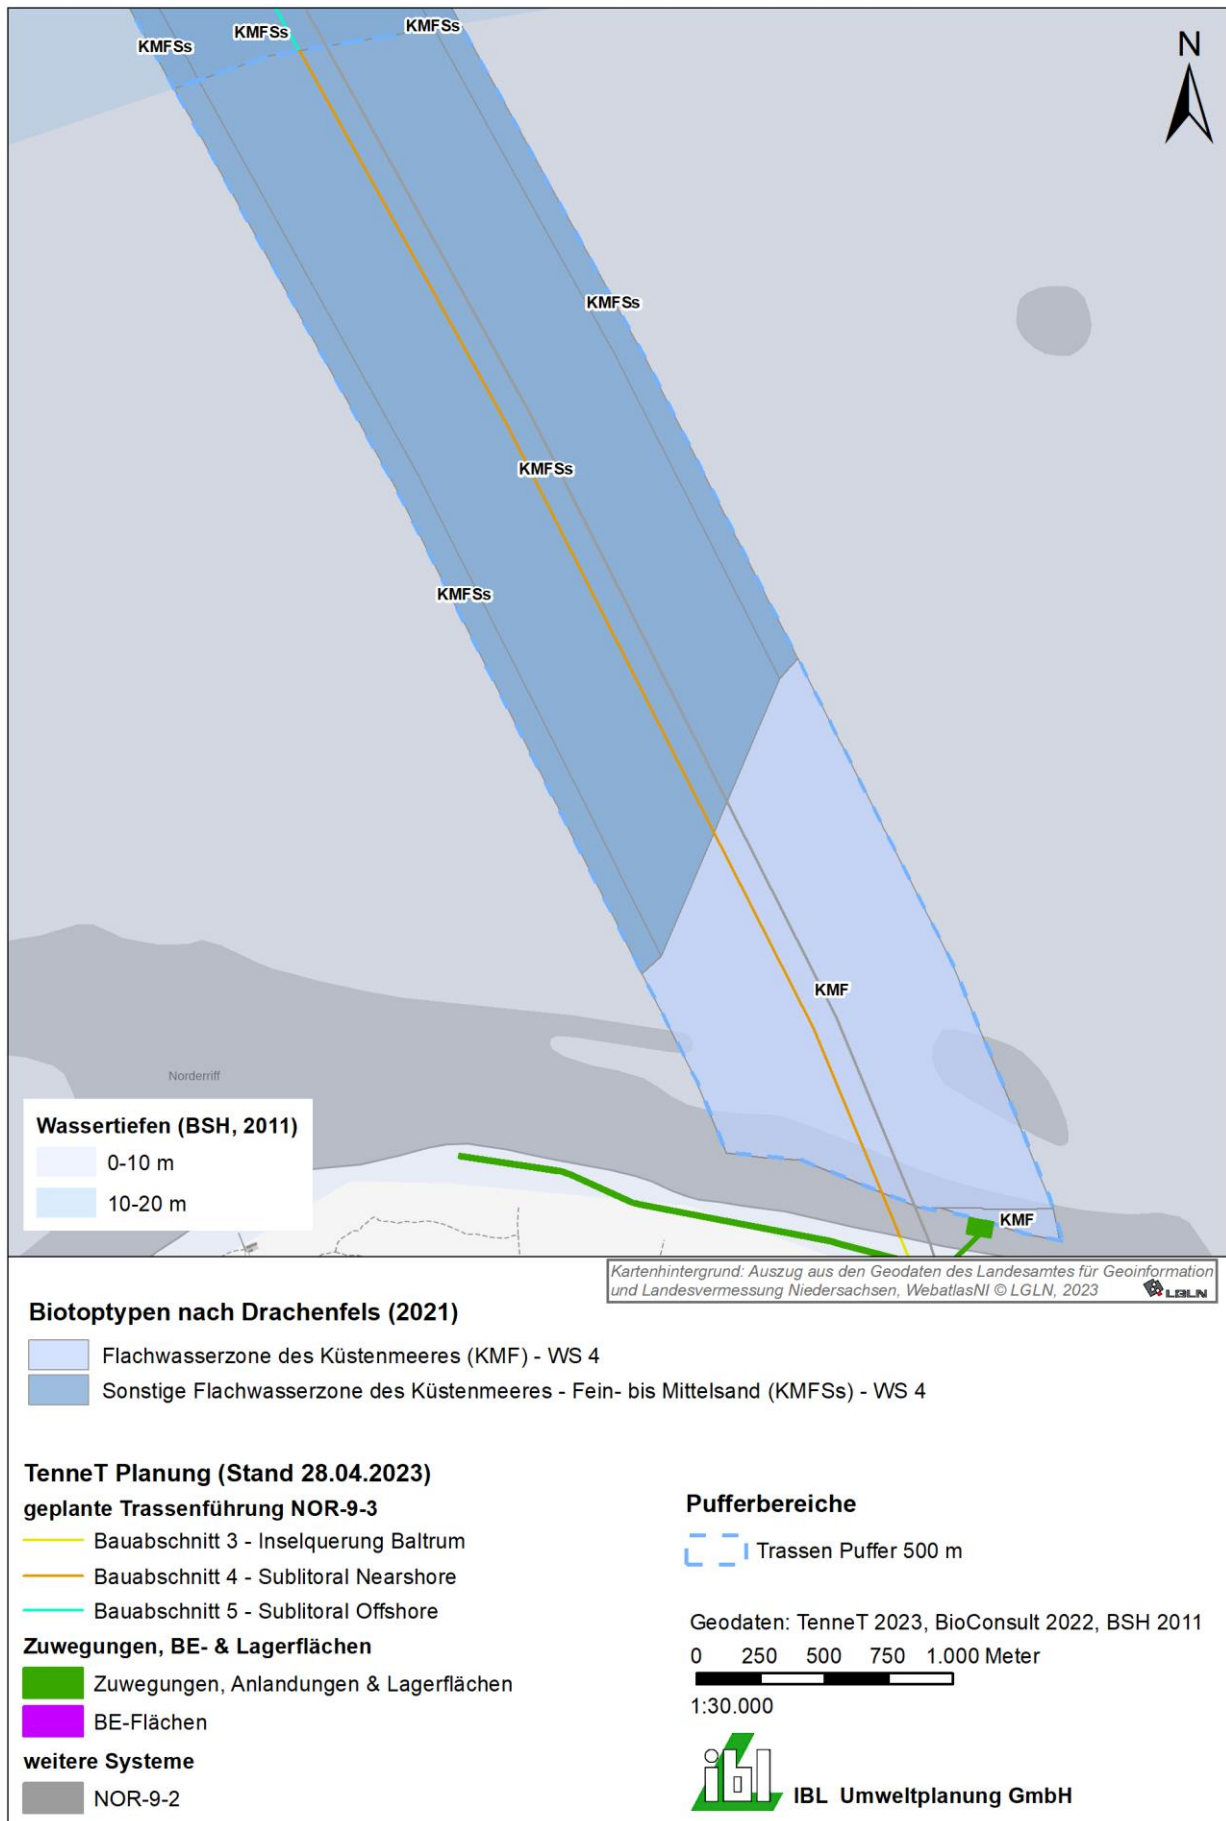 KMFSs
KMFSs
KMFSs
N
KMFSs
KMFSs
KMFSs
KMF
Norderriff
Wassertiefen (BSH, 2011)
0-10 m
10-20 m
KMF
Kartenhintergrund: Auszug aus den Geodaten des Landesamtes für Geoinformation
und Landesvermessung Niedersachsen, WebatlasNI © LGLN, 2023
LGLN
Biotoptypen nach Drachenfels (2021)
Flachwasserzone des Küstenmeeres (KMF) - WS 4
Sonstige Flachwasserzone des Küstenmeeres - Fein- bis Mittelsand (KMFSs) - WS 4
TenneT Planung (Stand 28.04.2023)
geplante Trassenführung NOR-9-3
Bauabschnitt 3 - Inselquerung Baltrum
Bauabschnitt 4 - Sublitoral Nearshore
Bauabschnitt 5 - Sublitoral Offshore
Zuwegungen, BE- & Lagerflächen
Zuwegungen, Anlandungen & Lagerflächen
BE-Flächen
weitere Systeme
NOR-9-2
Pufferbereiche
Trassen Puffer 500 m
Geodaten: TenneT 2023, BioConsult 2022, BSH 2011
0 250 500 750 1.000 Meter
1:30.000
ibl IBL Umweltplanung GmbH